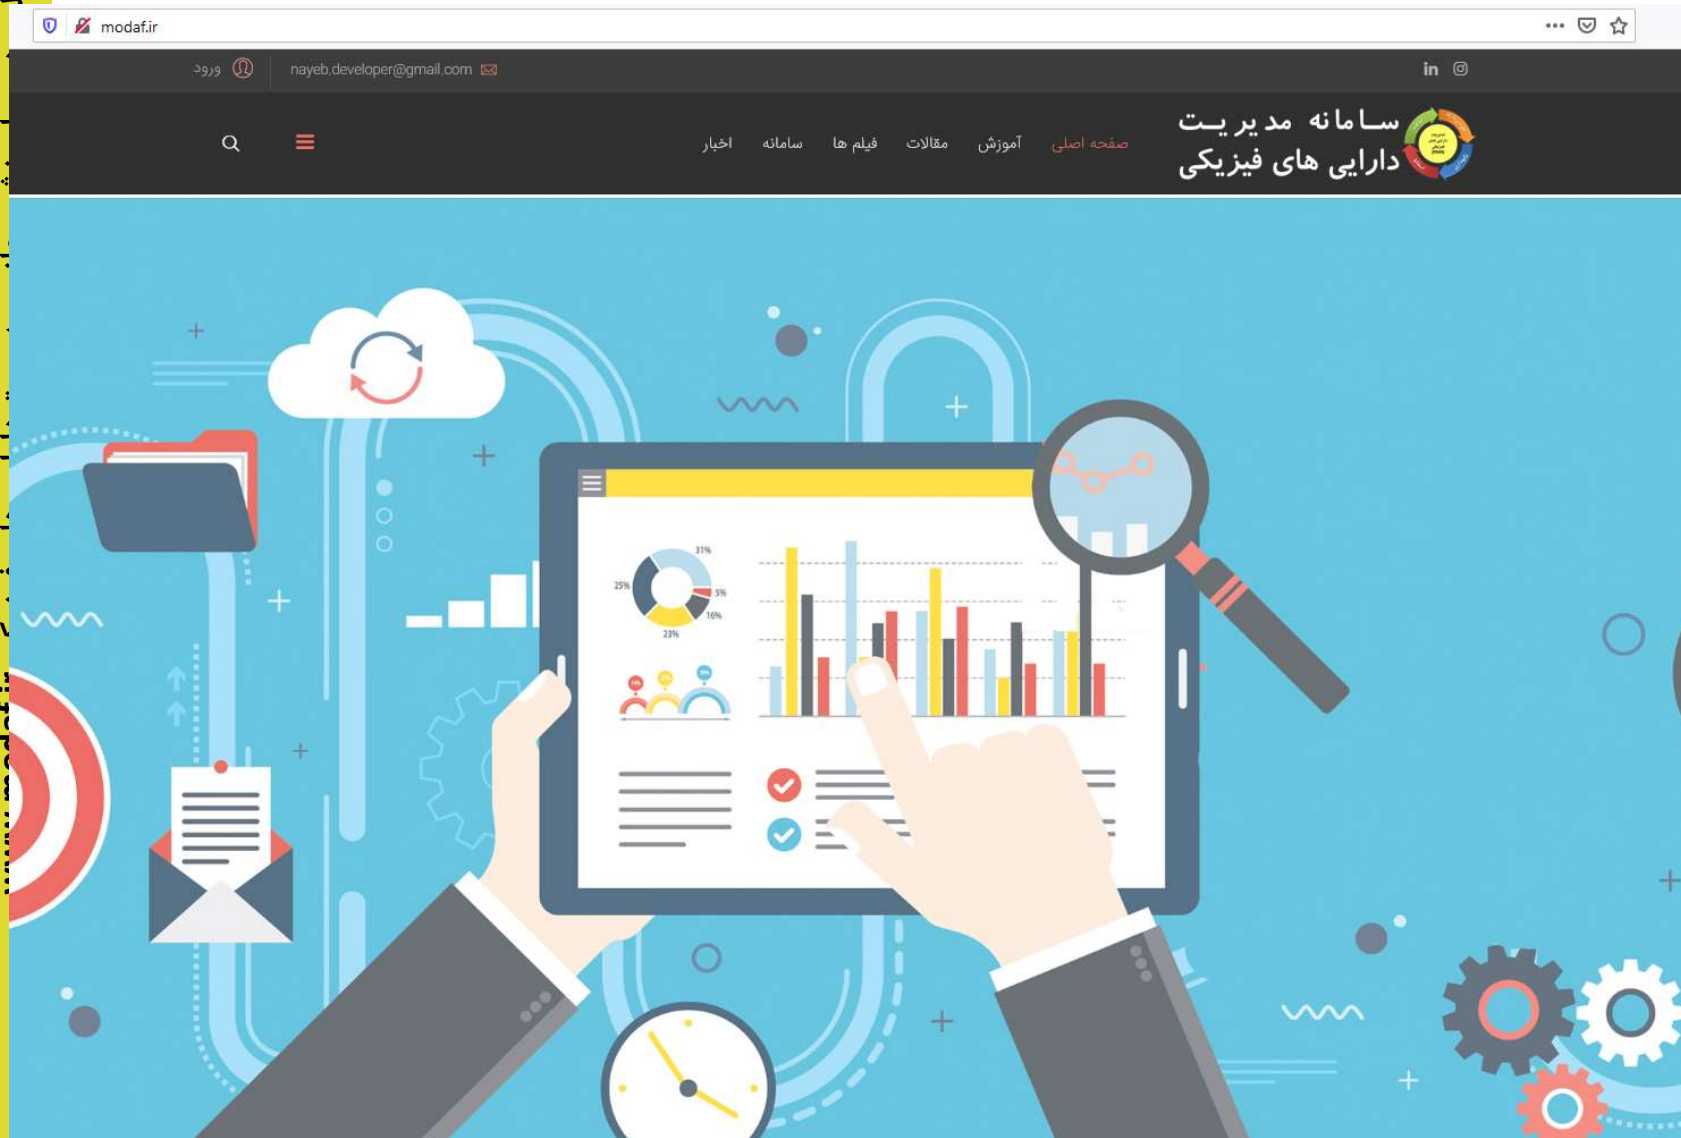 modaf.ir
nayeb.developer@gmail.com
ورود
سامانه مدیریت
دارایی های فیزیکی
صفحه اصلی
آموزش
مقالات
فیلم ها
سامانه
اخبار
31%
25%
5%
16%
23%